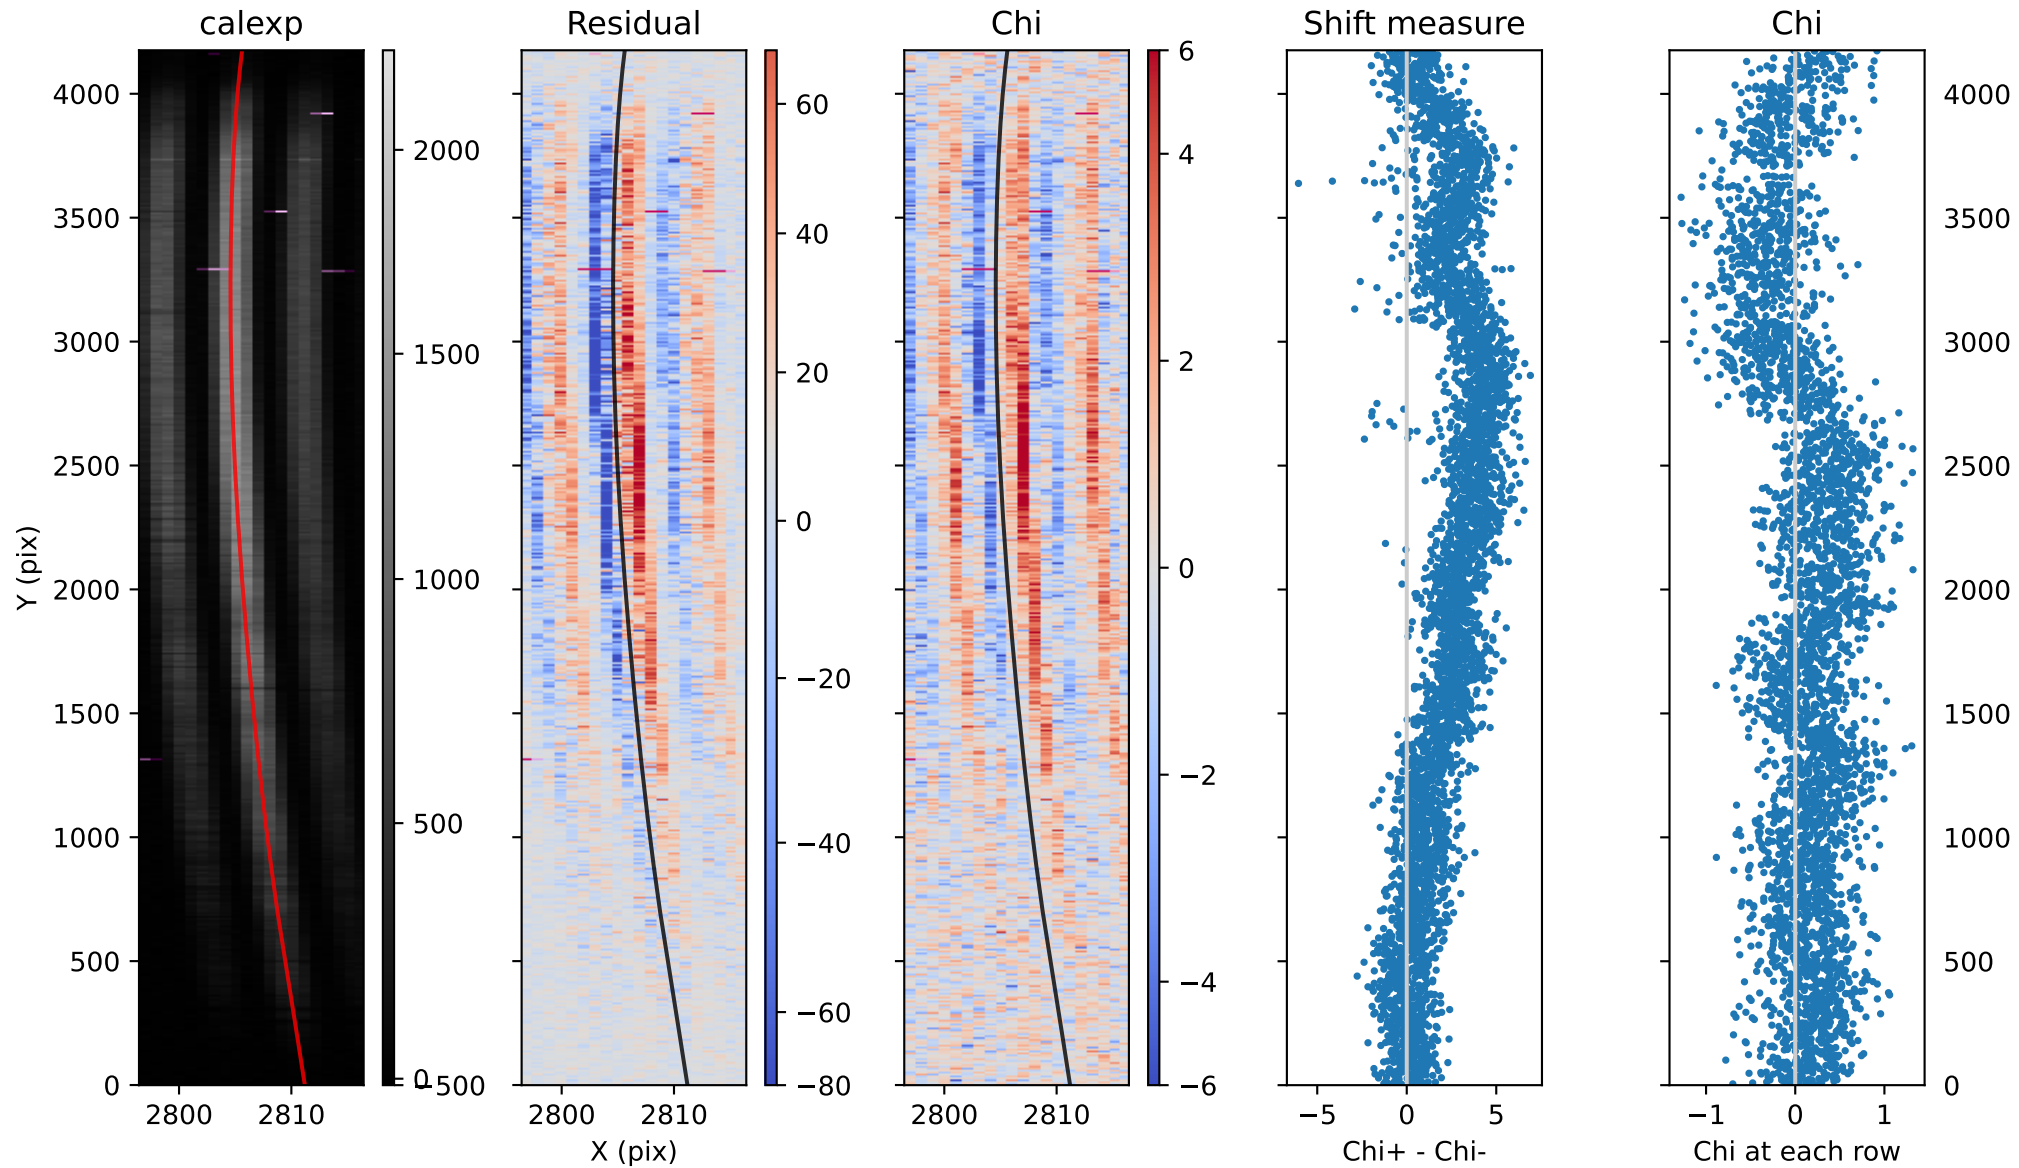 calexp Residual Chi Shift measure Chi
4000 3500 3000 2500 2000 1500 1000 500 0
Y (pix)
2800 2810
2000 1500 1000 500 0 −500
60 40 20 0 −20 −40 −60 −80
2800 2810
X (pix)
6 4 2 0 −2 −4 −6
2800 2810
−5 0 5
Chi+ - Chi-
4000 3500 3000 2500 2000 1500 1000 500 0
−1 0 1
Chi at each row